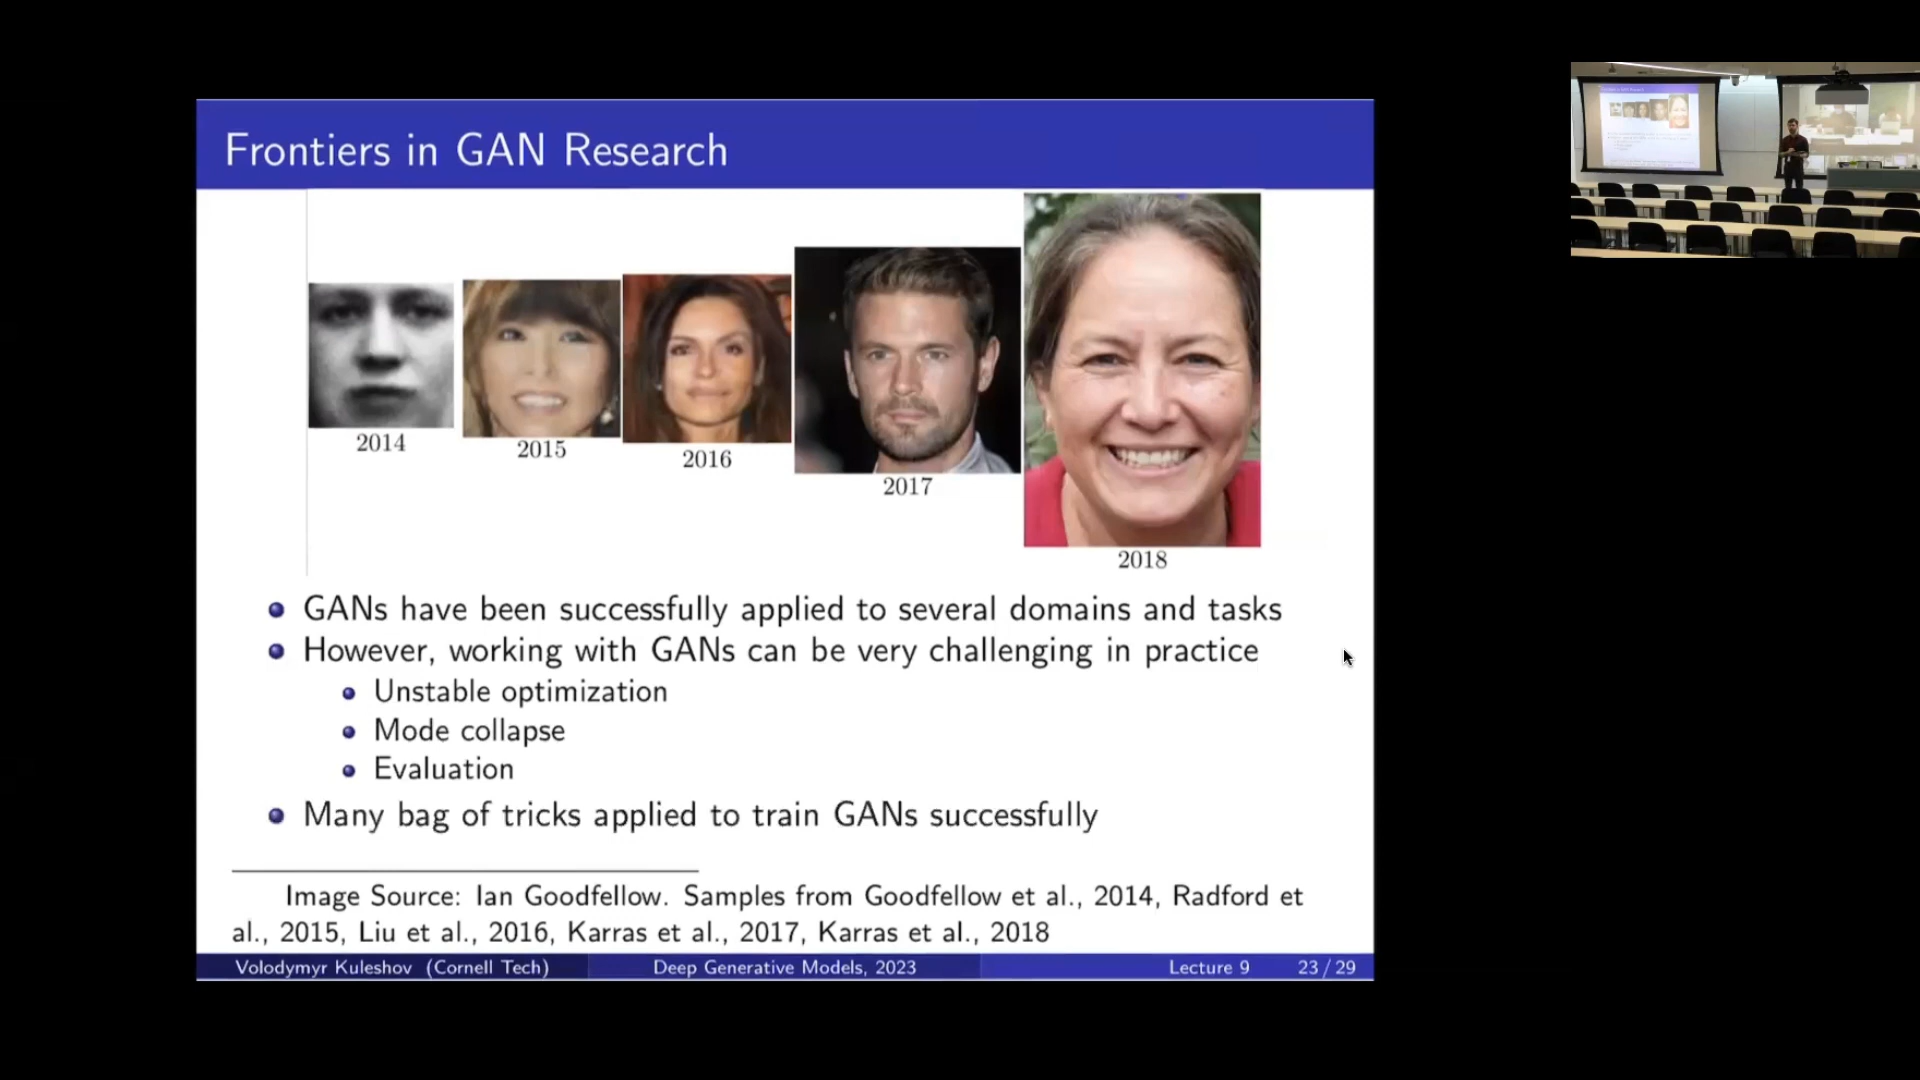 Frontiers in GAN Research
2014
2015
2016
2017
2018
GANs have been successfully applied to several domains and tasks
However, working with GANs can be very challenging in practice
Unstable optimization
Mode collapse
Evaluation
Many bag of tricks applied to train GANs successfully
Image Source: Ian Goodfellow. Samples from Goodfellow et al., 2014, Radford et
al., 2015, Liu et al., 2016, Karras et al., 2017, Karras et al., 2018
Volodymyr Kuleshov (Cornell Tech) Deep Generative Models, 2023 Lecture 9 23 / 29